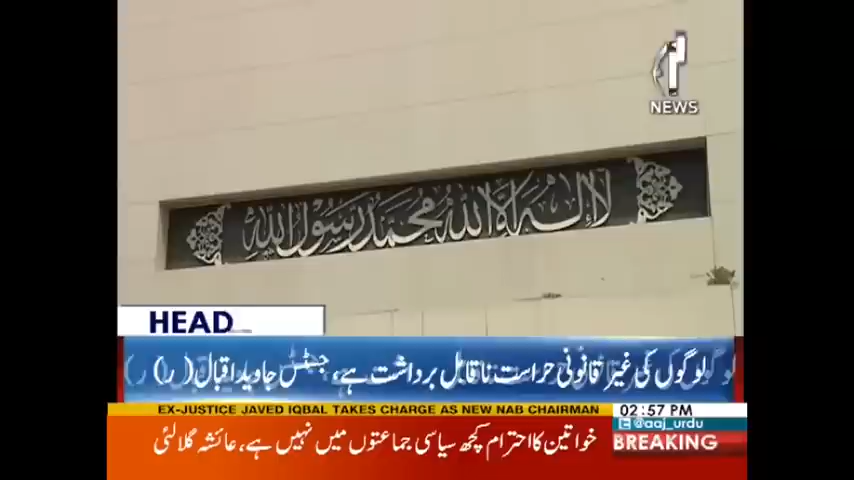 NEWS
لا إله إلا الله محمد رسول الله
HEAD
لوگوں کی غیر قانونی حراست ناقابل برداشت ہے، جسٹس جاوید اقبال (ر)
EX-JUSTICE JAVED IQBAL TAKES CHARGE AS NEW NAB CHAIRMAN
02:57 PM
@aaj_urdu
خواتین کا احترام کچھ سیاسی جماعتوں میں نہیں ہے، عائشہ گلالئی
BREAKING